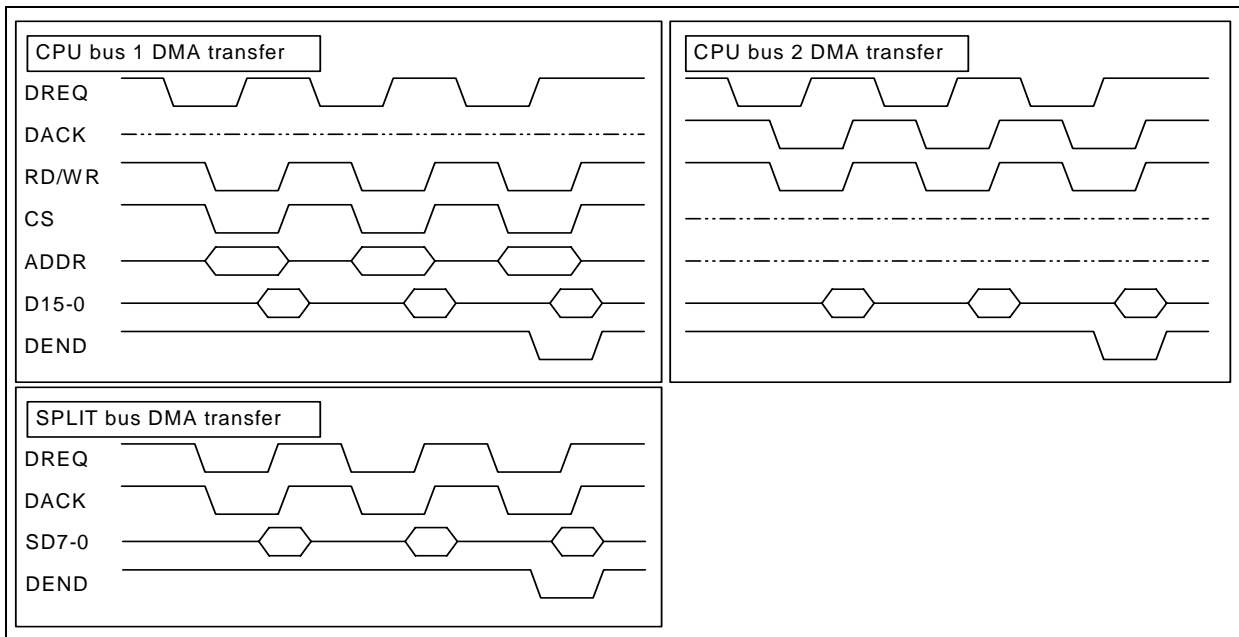 CPU bus 1 DMA transfer
DREQ
DACK
RD/WR
CS
ADDR
D15-0
DEND
CPU bus 2 DMA transfer
SPLIT bus DMA transfer
DREQ
DACK
SD7-0
DEND